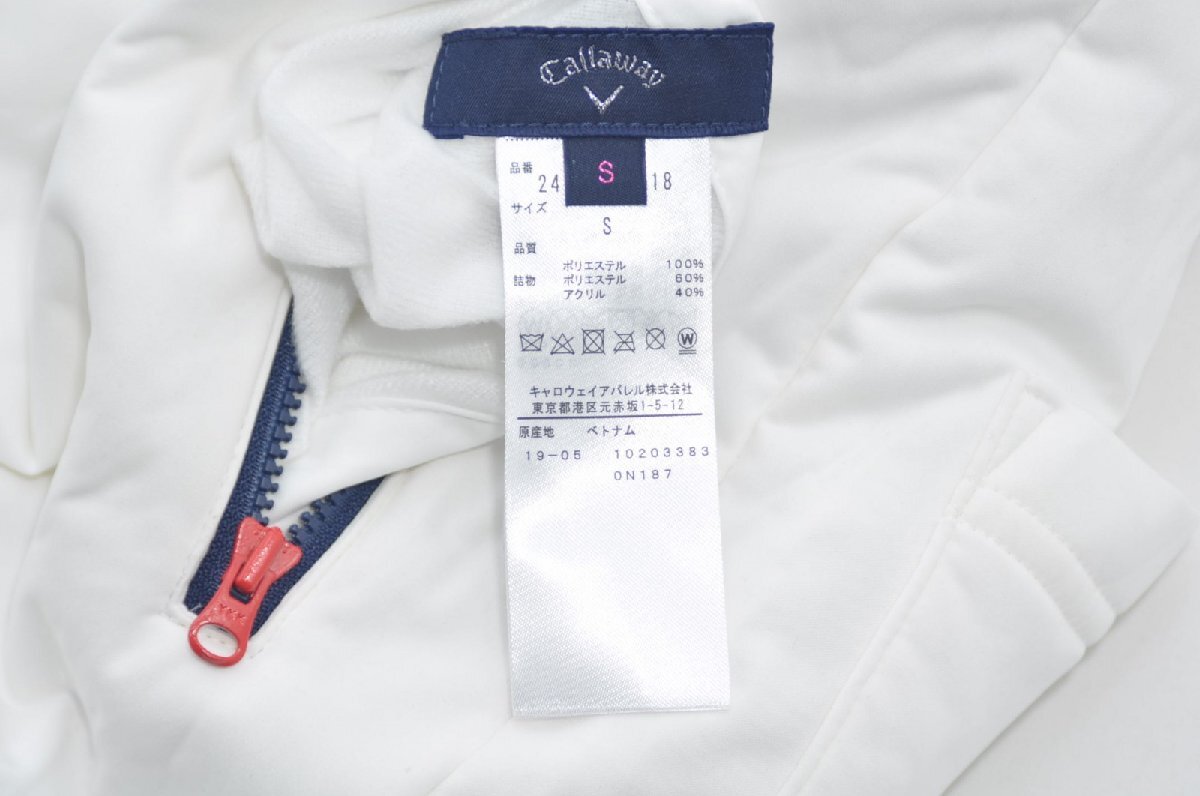 Callaway
S
品番 24 18
サイズ
S
品質
ポリエステル 100%
詰物 ポリエステル 60%
アクリル 40%
W
キャロウェイアパレル株式会社
東京都港区元赤坂1-5-12
原産地 ベトナム
19-05 10203383
0N187
YKK